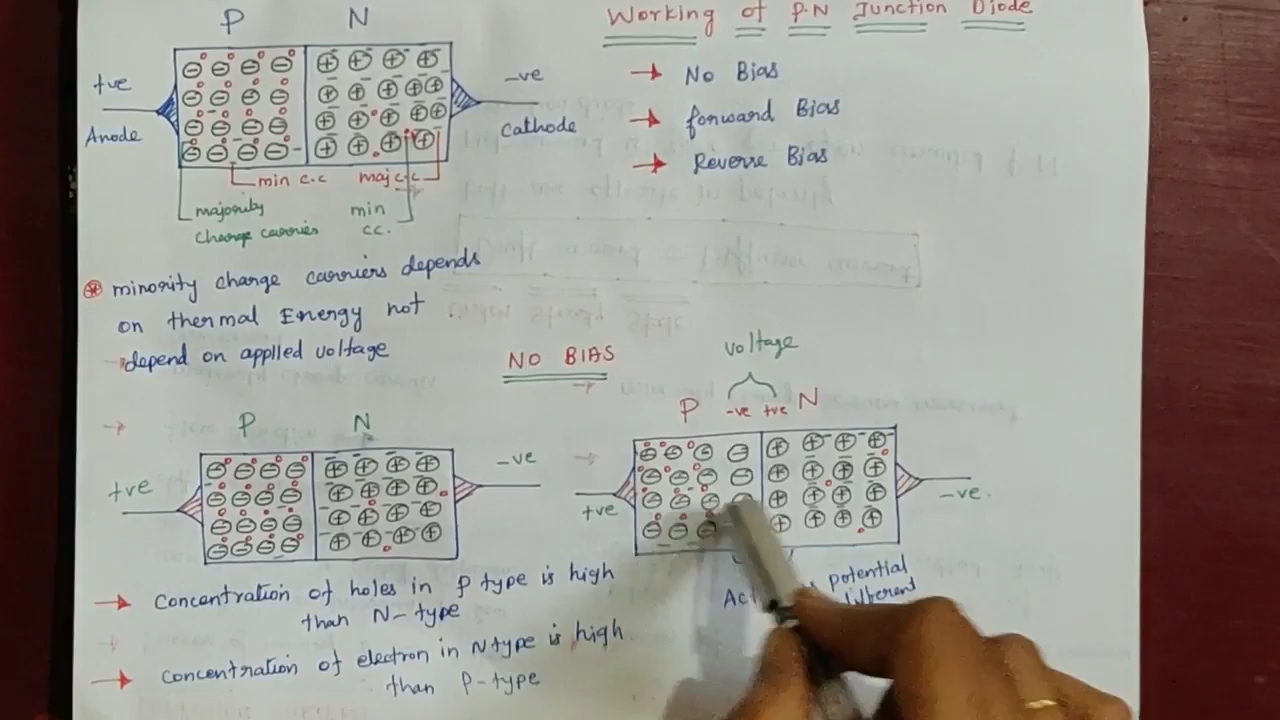 Working of P.N Junction Diode
→ No Bias
→ forward Bias
→ Reverse Bias
P N
+ve
Anode
-ve
Cathode
min c.c maj c.c
majority
charge carrier
min
cc.
minority charge carriers depends
on thermal Energy not
depend on applied voltage
NO BIAS
P N
+ve
-ve
voltage
P -ve +ve N
+ve
-ve.
potential
→ Concentration of holes in P type is high
than N-type
→ Concentration of electron in N type is high
than P-type